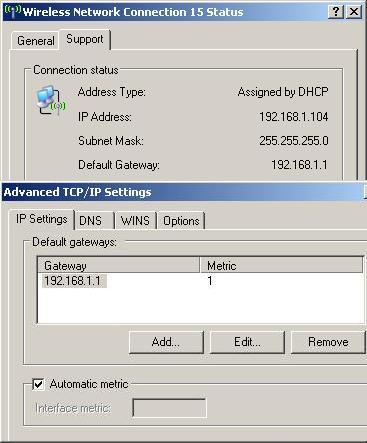 Wireless Network Connection 15 Status
General Support
Connection status
Address Type: Assigned by DHCP
IP Address: 192.168.1.104
Subnet Mask: 255.255.255.0
Default Gateway: 192.168.1.1
Advanced TCP/IP Settings
IP Settings DNS WINS Options
Default gateways:
Gateway Metric
192.168.1.1 1
Add... Edit... Remove
Automatic metric
Interface metric: